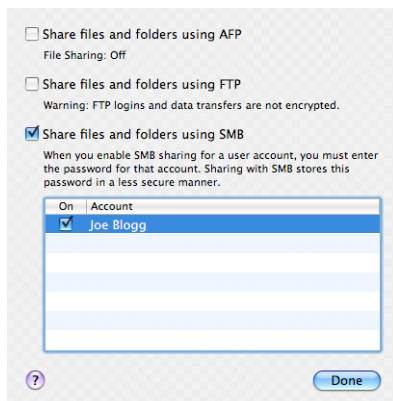 Share files and folders using AFP
File Sharing: Off
Share files and folders using FTP
Warning: FTP logins and data transfers are not encrypted.
Share files and folders using SMB
When you enable SMB sharing for a user account, you must enter
the password for that account. Sharing with SMB stores this
password in a less secure manner.
On Account
Joe Blogg
? Done